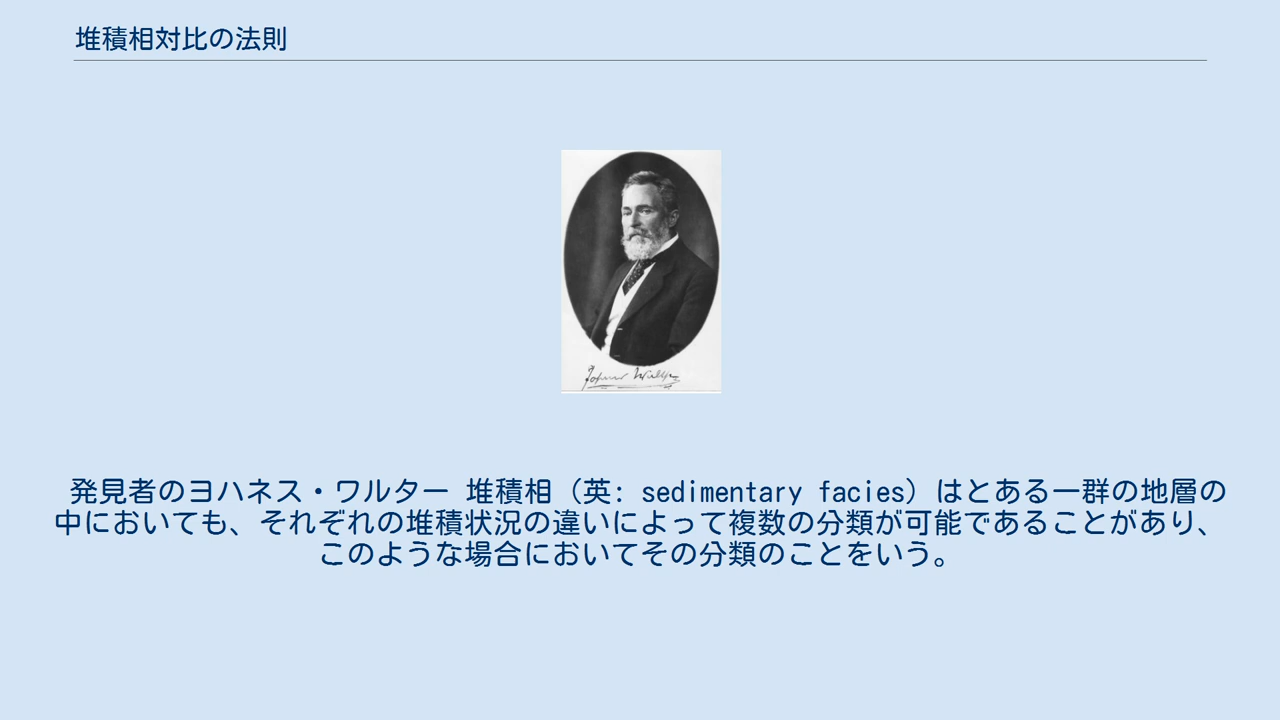 堆積相対比の法則
Johannes Walther
発見者のヨハネス・ワルター 堆積相（英: sedimentary facies）はとある一群の地層の
中においても、それぞれの堆積状況の違いによって複数の分類が可能であることがあり、
このような場合においてその分類のことをいう。